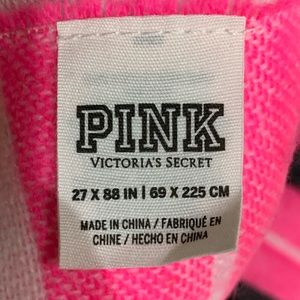 PINK
VICTORIA'S SECRET
27 X 88 IN | 69 X 225 CM
MADE IN CHINA / FABRIQUÉ EN
CHINE / HECHO EN CHINA